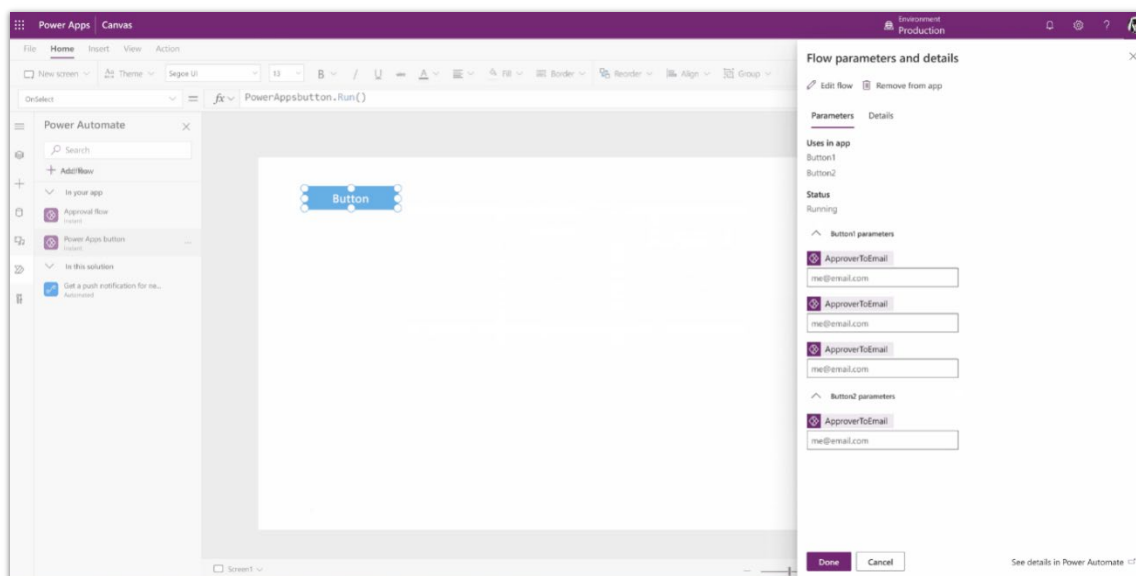 Power Apps | Canvas
Environment
Production
?
File Home Insert View Action
New screen Theme Segoe UI 13 B / U abc A Fill Border Reorder Align Group
OnSelect = fx PowerAppsbutton.Run()
Power Automate
Search
In your app
Approval flow
Instant
Power Apps button
Instant
...
In this solution
Get a push notification for ne...
Automated
Button
Screen1
Flow parameters and details
Edit flow Remove from app
Parameters Details
Uses in app
Button1
Button2
Status
Running
Button1 parameters
ApproverToEmail
me@email.com
ApproverToEmail
me@email.com
ApproverToEmail
me@email.com
Button2 parameters
ApproverToEmail
me@email.com
Done Cancel See details in Power Automate